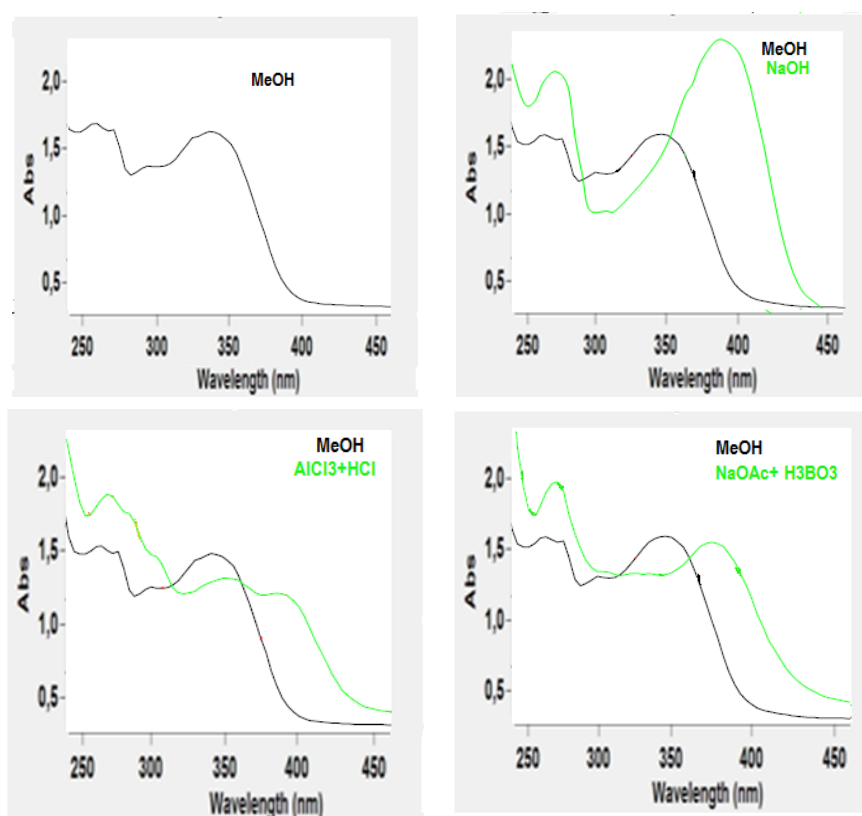 MeOH
2,0
1,5
1,0
0,5
Abs
250 300 350 400 450
Wavelength (nm)
MeOH
NaOH
2,0
1,5
1,0
0,5
Abs
250 300 350 400 450
Wavelength (nm)
MeOH
AlCl3+HCl
2,0
1,5
1,0
0,5
Abs
250 300 350 400 450
Wavelength (nm)
MeOH
NaOAc+ H3BO3
2,0
1,5
1,0
0,5
Abs
250 300 350 400 450
Wavelength (nm)